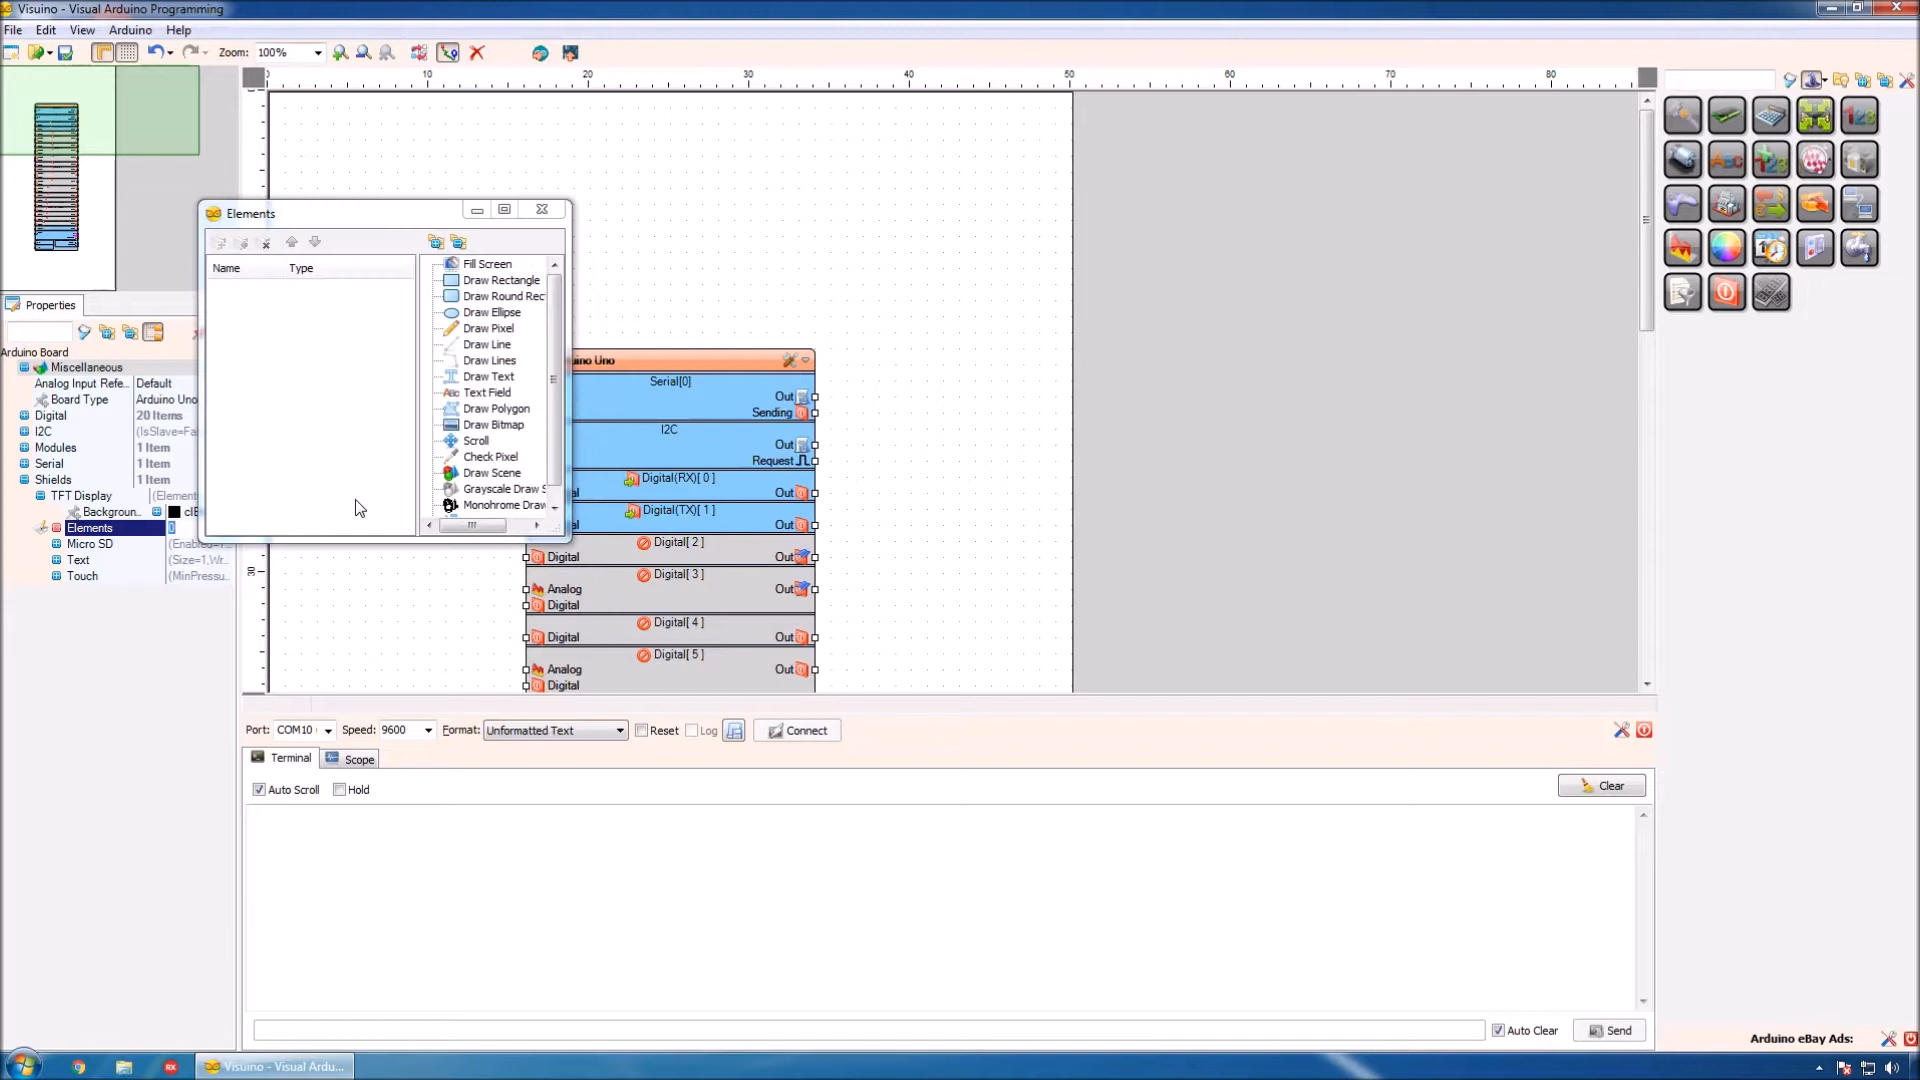 Visuino - Visual Arduino Programming
File Edit View Arduino Help
Zoom: 100%
0 10 20 30 40 50 60 70 80
Elements
Name Type
Fill Screen
Draw Rectangle
Draw Round Rec
Draw Ellipse
Draw Pixel
Draw Line
Draw Lines
Draw Text
Text Field
Draw Polygon
Draw Bitmap
Scroll
Check Pixel
Draw Scene
Grayscale Draw S
Monochrome Draw
Properties
Arduino Board
Miscellaneous
Analog Input Refe... Default
Board Type Arduino Uno
Digital 20 Items
I2C (IsSlave=Fa
Modules 1 Item
Serial 1 Item
Shields 1 Item
TFT Display (Element
Backgroun... clE
Elements 0
Micro SD (Enabled=T...
Text (Size=1,Wr...
Touch (MinPressu...
uino Uno
Serial[0]
Out
Sending
I2C
Out
Request
Digital(RX)[ 0 ]
al Out
Digital(TX)[ 1 ]
al Out
Digital[ 2 ]
Digital Out
Digital[ 3 ]
Analog Out
Digital
Digital[ 4 ]
Digital Out
Digital[ 5 ]
Analog Out
Digital
30
Port: COM10 Speed: 9600 Format: Unformatted Text Reset Log Connect
Terminal Scope
Auto Scroll Hold Clear
Auto Clear Send
Arduino eBay Ads:
Visuino - Visual Ardu...